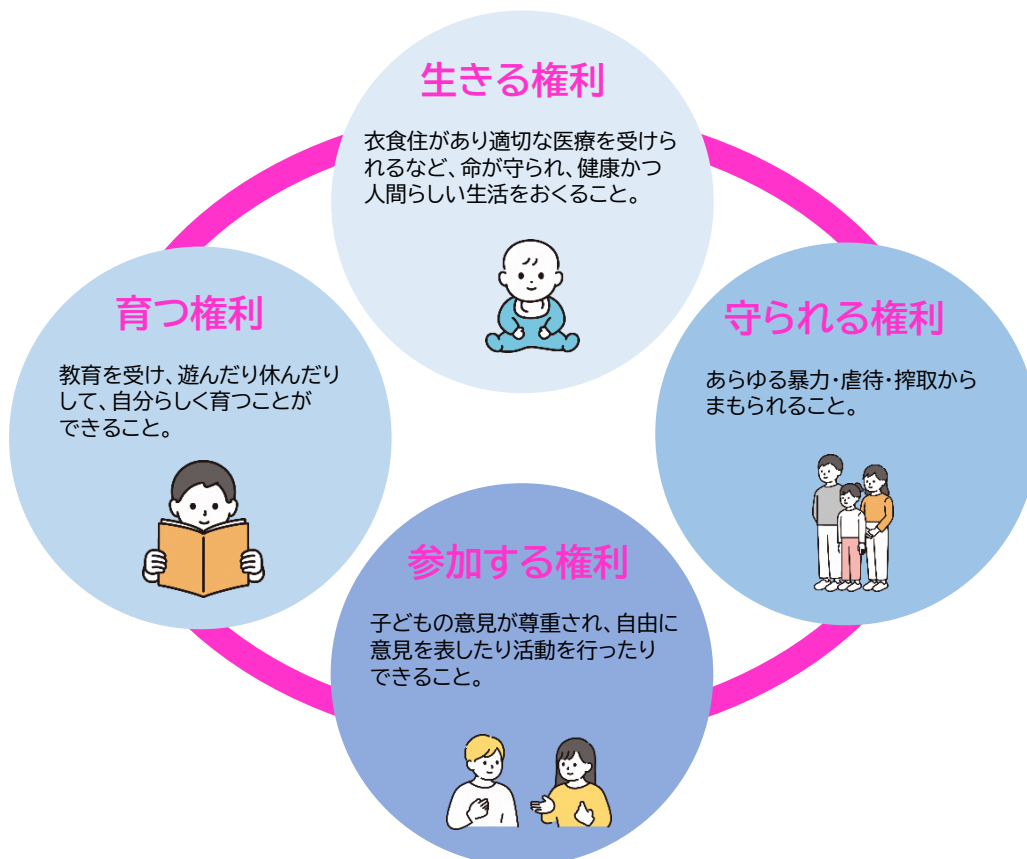 生きる権利
衣食住があり適切な医療を受けら
れるなど、命が守られ、健康かつ
人間らしい生活をおくること。
育つ権利
教育を受け、遊んだり休んだり
して、自分らしく育つことが
できること。
守られる権利
あらゆる暴力・虐待・搾取から
まもられること。
参加する権利
子どもの意見が尊重され、自由に
意見を表したり活動を行ったり
できること。